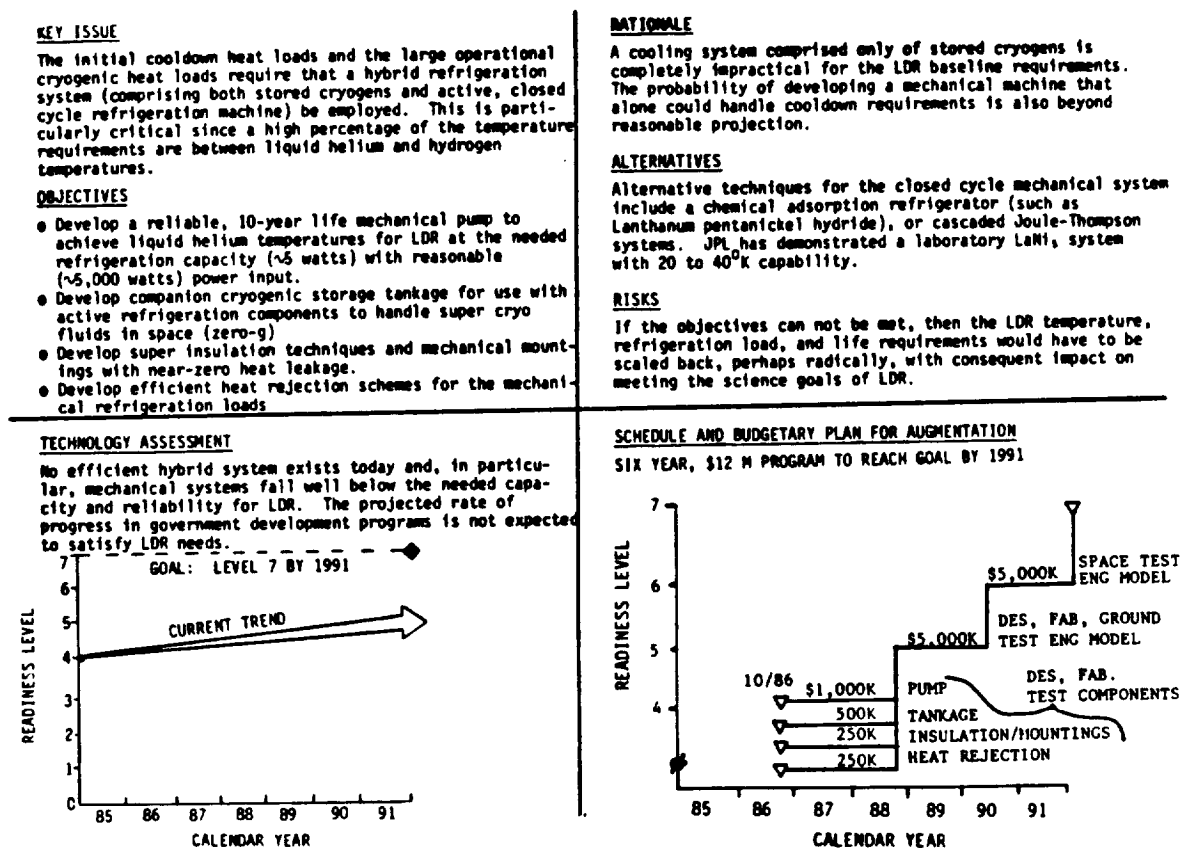 KEY ISSUE
The initial cooldown heat loads and the large operational
cryogenic heat loads require that a hybrid refrigeration
system (comprising both stored cryogens and active, closed
cycle refrigeration machine) be employed. This is parti-
cularly critical since a high percentage of the temperature
requirements are between liquid helium and hydrogen
temperatures.
OBJECTIVES
● Develop a reliable, 10-year life mechanical pump to
achieve liquid helium temperatures for LDR at the needed
refrigeration capacity (~5 watts) with reasonable
(~5,000 watts) power input.
● Develop companion cryogenic storage tankage for use with
active refrigeration components to handle super cryo
fluids in space (zero-g)
● Develop super insulation techniques and mechanical mount-
ings with near-zero heat leakage.
● Develop efficient heat rejection schemes for the mechani-
cal refrigeration loads
RATIONALE
A cooling system comprised only of stored cryogens is
completely impractical for the LDR baseline requirements.
The probability of developing a mechanical machine that
alone could handle cooldown requirements is also beyond
reasonable projection.
ALTERNATIVES
Alternative techniques for the closed cycle mechanical system
include a chemical adsorption refrigerator (such as
Lanthanum pentanickel hydride), or cascaded Joule-Thompson
systems. JPL has demonstrated a laboratory LaNi, system
with 20 to 40°K capability.
RISKS
If the objectives can not be met, then the LDR temperature,
refrigeration load, and life requirements would have to be
scaled back, perhaps radically, with consequent impact on
meeting the science goals of LDR.
TECHNOLOGY ASSESSMENT
No efficient hybrid system exists today and, in particu-
lar, mechanical systems fall well below the needed capa-
city and reliability for LDR. The projected rate of
progress in government development programs is not expected
to satisfy LDR needs.
GOAL: LEVEL 7 BY 1991
CURRENT TREND
READINESS LEVEL
7
6
5
4
3
2
1
0
85 86 87 88 89 90 91
CALENDAR YEAR
SCHEDULE AND BUDGETARY PLAN FOR AUGMENTATION
SIX YEAR, $12 M PROGRAM TO REACH GOAL BY 1991
READINESS LEVEL
7
6
5
4
SPACE TEST
$5,000K ENG MODEL
DES, FAB, GROUND
$5,000K TEST ENG MODEL
DES, FAB.
TEST COMPONENTS
10/86
$1,000K PUMP
500K TANKAGE
250K INSULATION/MOUNTINGS
250K HEAT REJECTION
85 86 87 88 89 90 91
CALENDAR YEAR